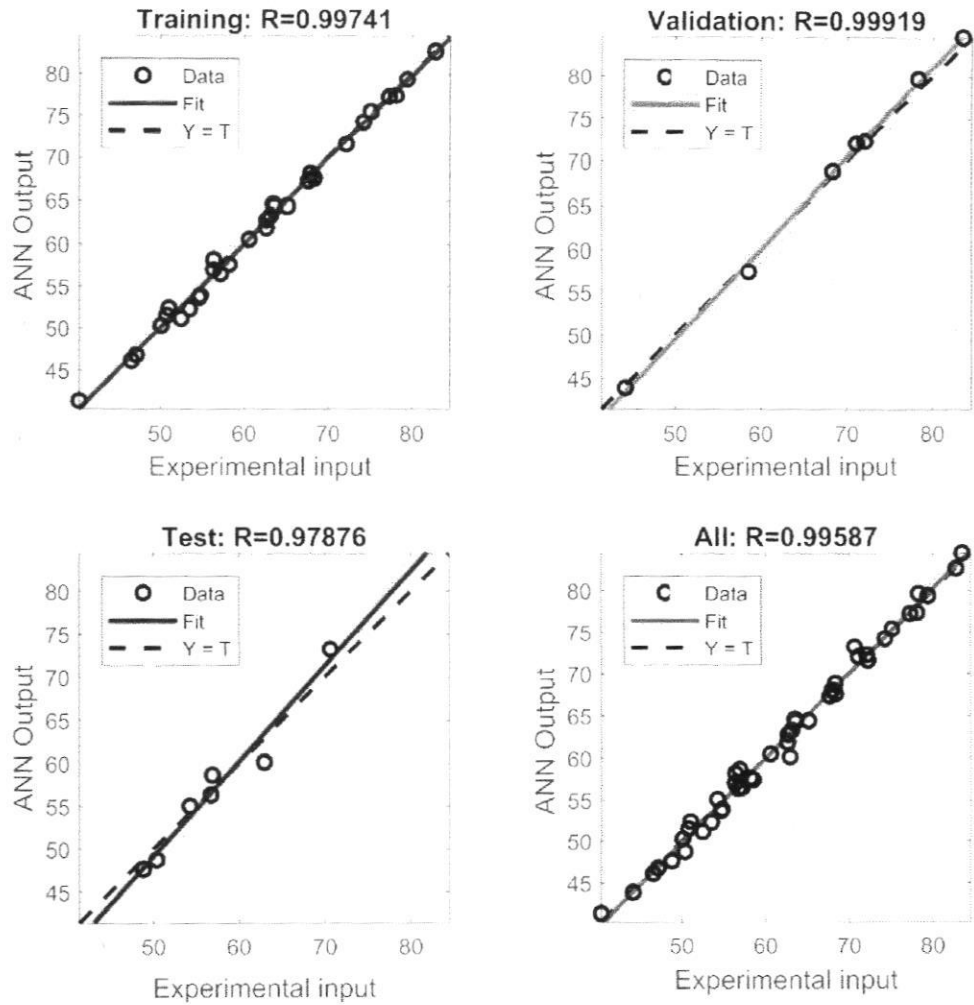 Training: R=0.99741
Data
Fit
Y = T
ANN Output
80
75
70
65
60
55
50
45
50
60
70
80
Experimental input
Validation: R=0.99919
Data
Fit
Y = T
ANN Output
80
75
70
65
60
55
50
45
50
60
70
80
Experimental input
Test: R=0.97876
Data
Fit
Y = T
ANN Output
80
75
70
65
60
55
50
45
50
60
70
80
Experimental input
All: R=0.99587
Data
Fit
Y = T
ANN Output
80
75
70
65
60
55
50
45
50
60
70
80
Experimental input